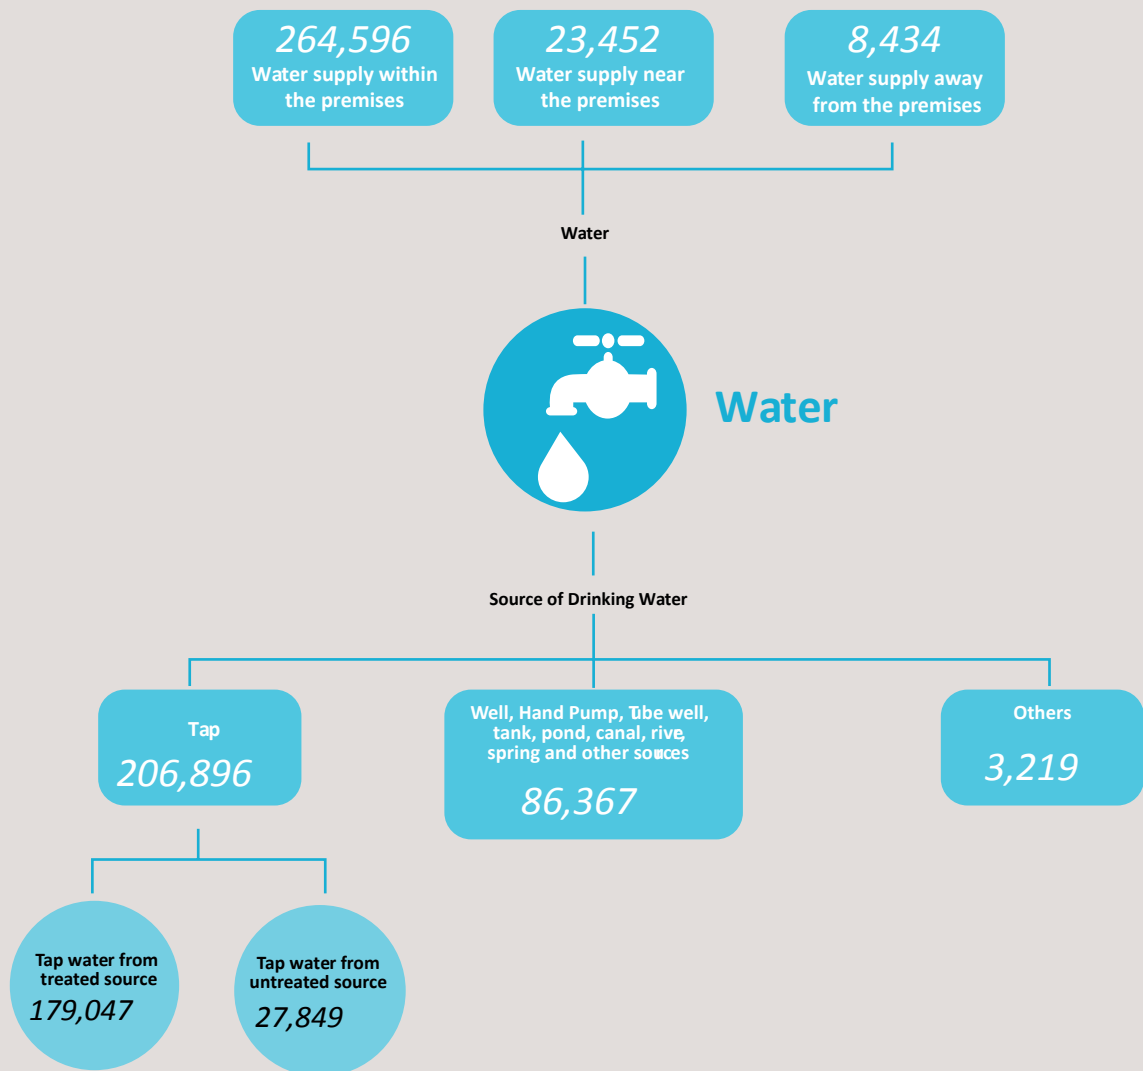 264,596
Water supply within
the premises
23,452
Water supply near
the premises
8,434
Water supply away
from the premises
Water
Water
Source of Drinking Water
Tap
206,896
Well, Hand Pump, Tube well,
tank, pond, canal, river,
spring and other sources
86,367
Others
3,219
Tap water from
treated source
179,047
Tap water from
untreated source
27,849